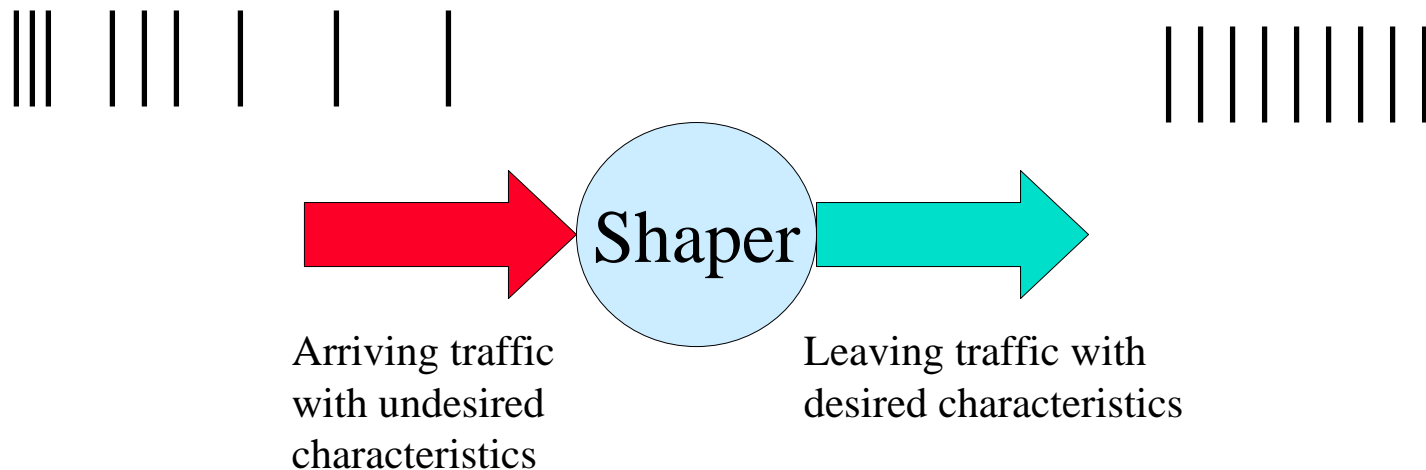 Shaper
Arriving traffic
with undesired
characteristics
Leaving traffic with
desired characteristics